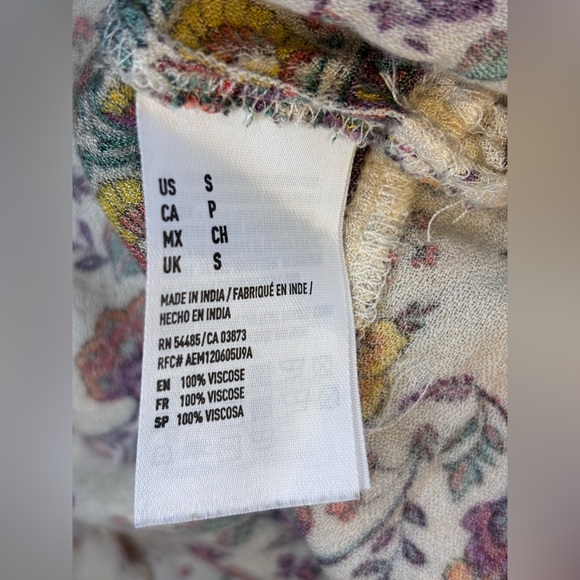 US S
CA P
MX CH
UK S
MADE IN INDIA / FABRIQUÉ EN INDE /
HECHO EN INDIA
RN 54485/CA 03873
RFC# AEM120605U9A
EN 100% VISCOSE
FR 100% VISCOSE
SP 100% VISCOSA